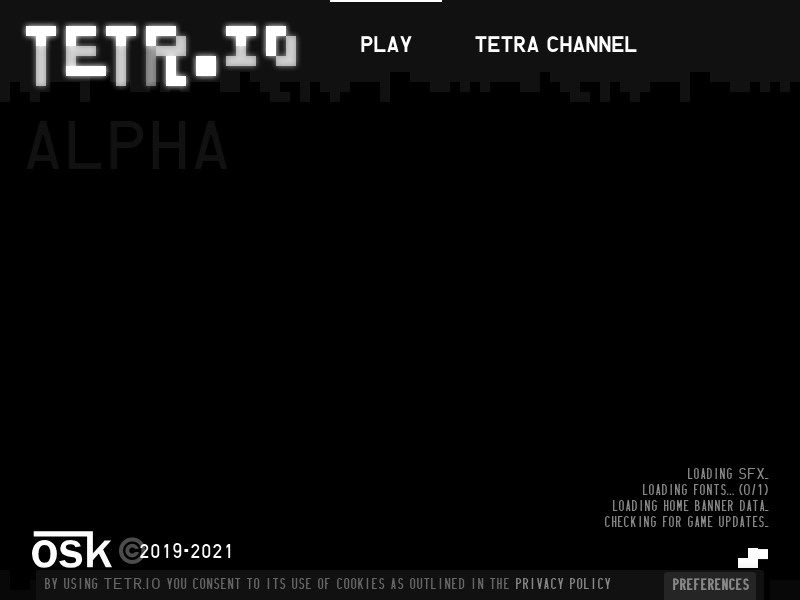 TETR.IO PLAY TETRA CHANNEL
ALPHA
LOADING SFX...
LOADING FONTS... (0/1)
LOADING HOME BANNER DATA...
CHECKING FOR GAME UPDATES...
osk © 2019-2021
BY USING TETR.IO YOU CONSENT TO ITS USE OF COOKIES AS OUTLINED IN THE PRIVACY POLICY PREFERENCES